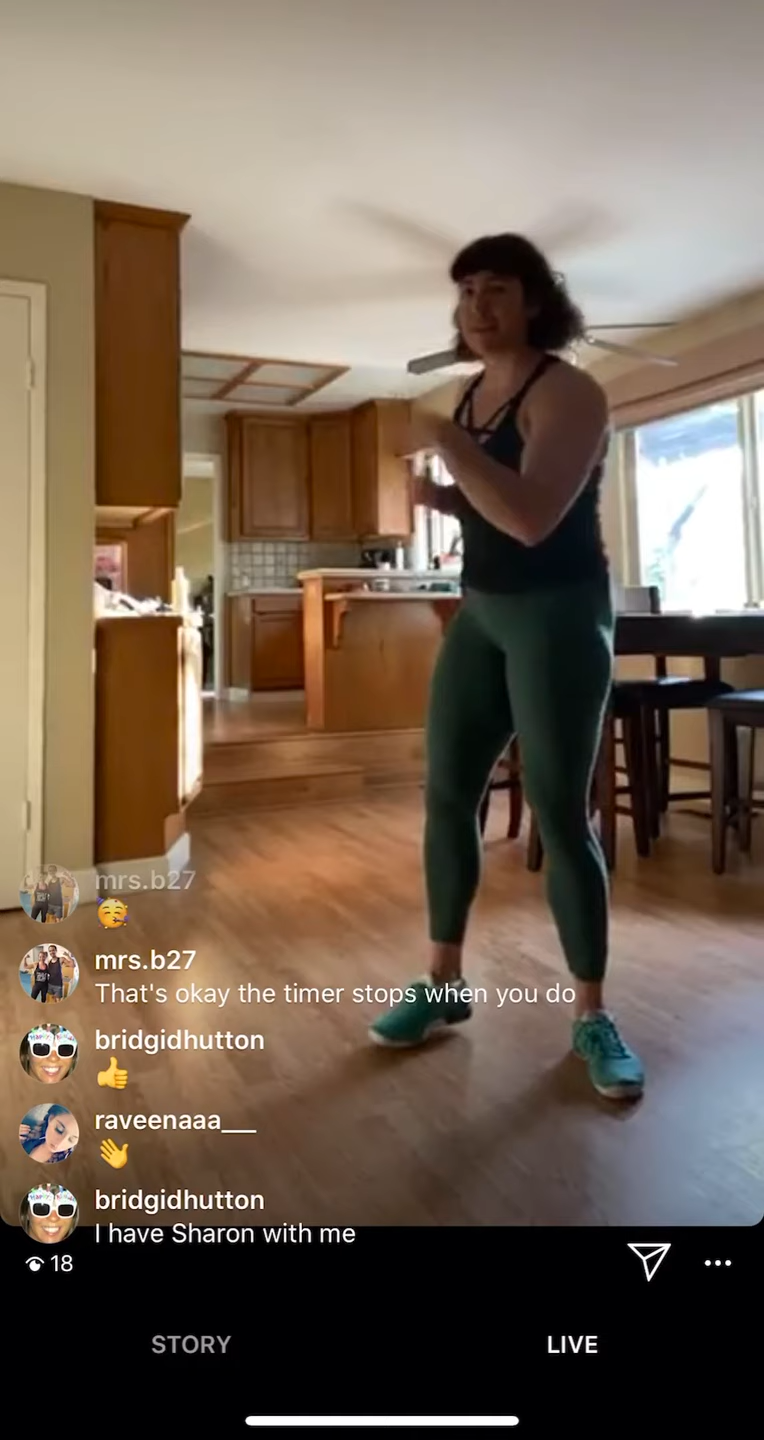 mrs.b27
🥳
mrs.b27
That's okay the timer stops when you do
bridgidhutton
👍
raveenaaa___
👋
bridgidhutton
I have Sharon with me
18
STORY LIVE